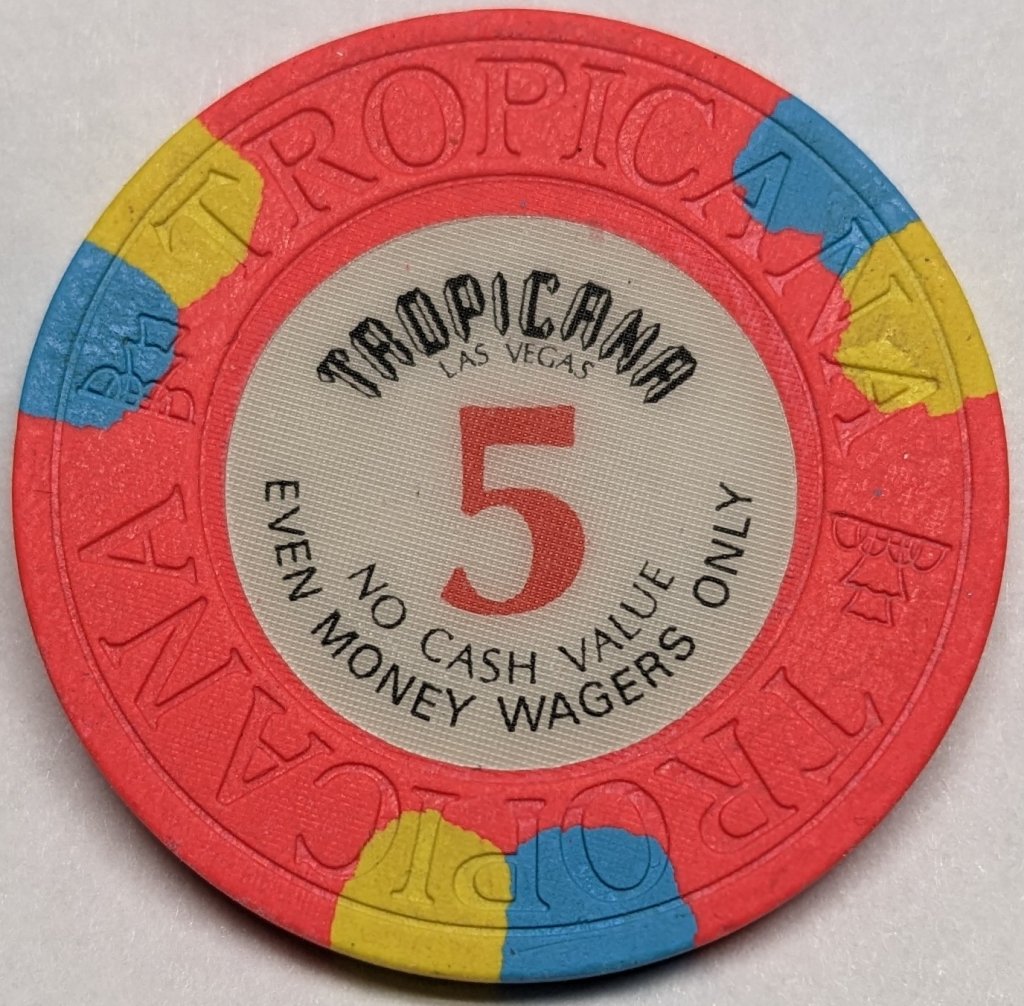 TROPICANA
TROPICANA
LAS VEGAS
5
NO CASH VALUE
EVEN MONEY WAGERS ONLY
TROPICANA